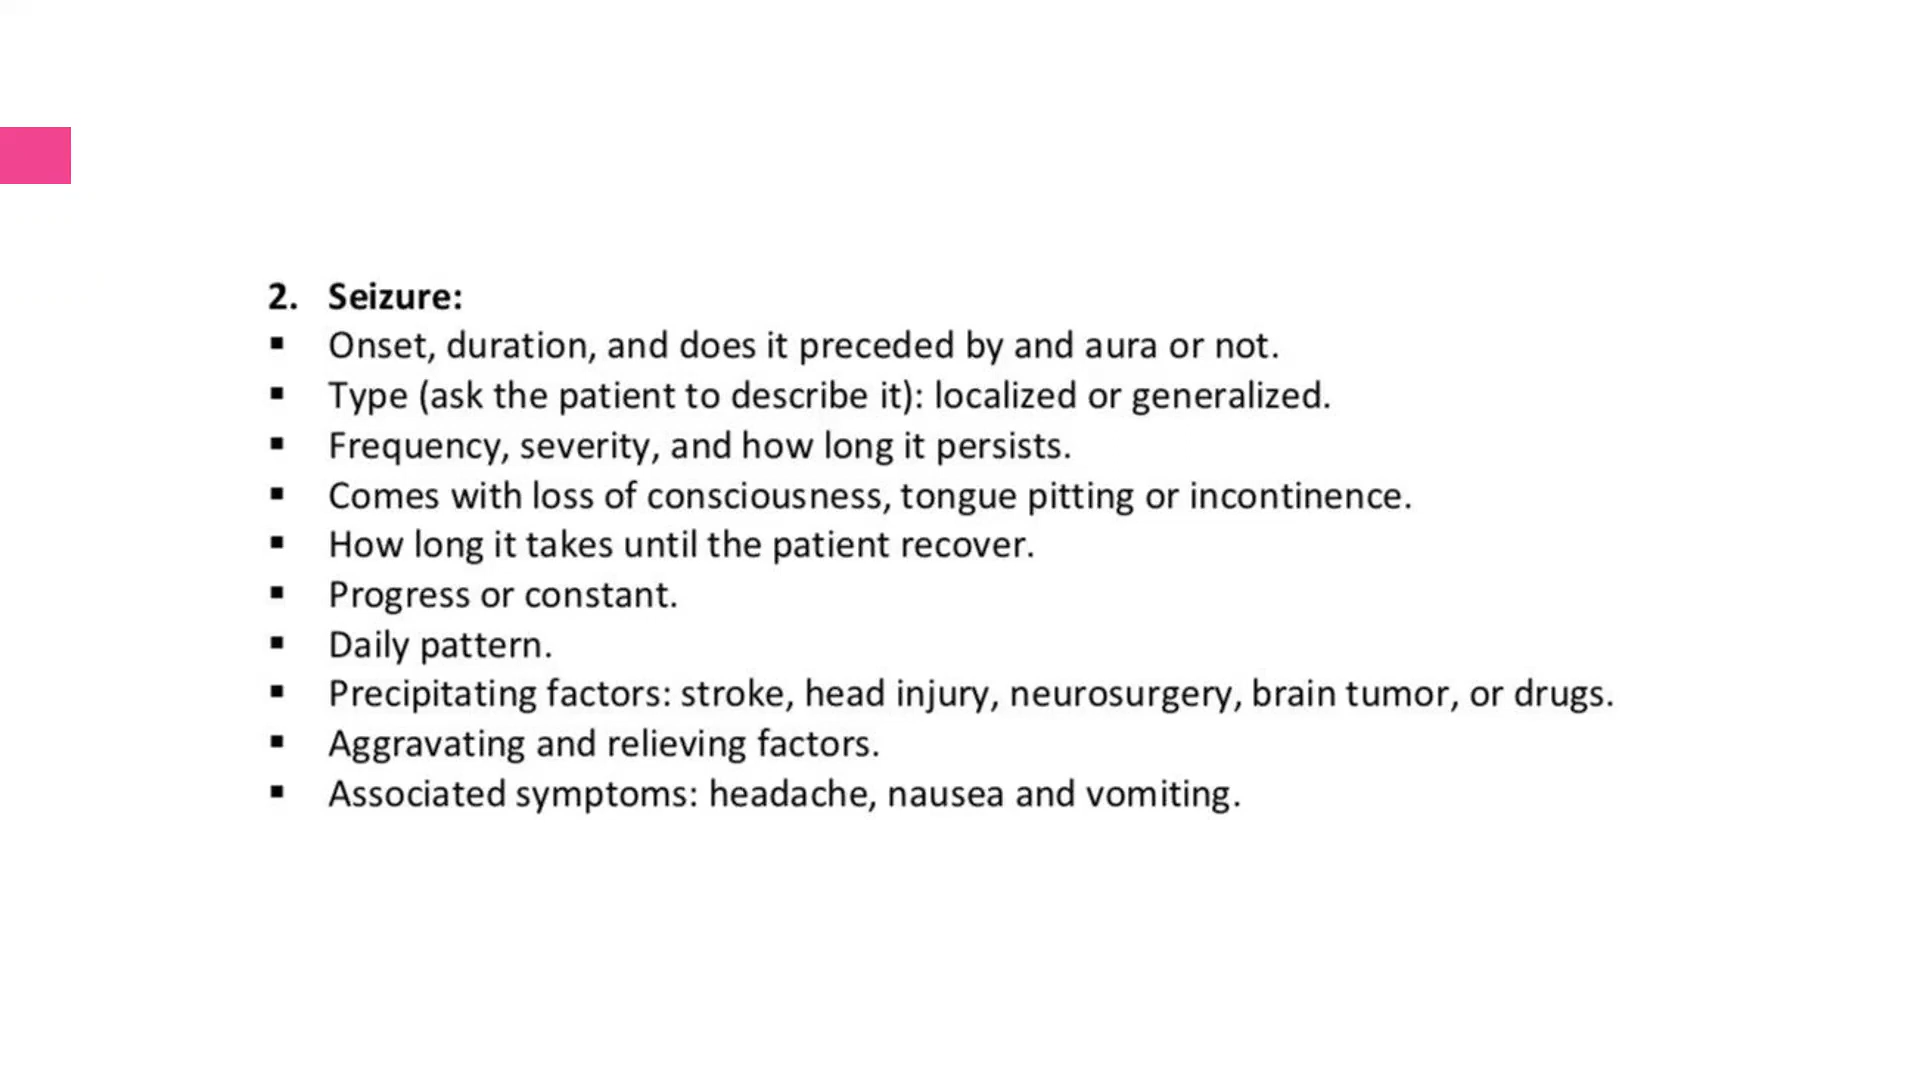 2. Seizure:
▪ Onset, duration, and does it preceded by and aura or not.
▪ Type (ask the patient to describe it): localized or generalized.
▪ Frequency, severity, and how long it persists.
▪ Comes with loss of consciousness, tongue pitting or incontinence.
▪ How long it takes until the patient recover.
▪ Progress or constant.
▪ Daily pattern.
▪ Precipitating factors: stroke, head injury, neurosurgery, brain tumor, or drugs.
▪ Aggravating and relieving factors.
▪ Associated symptoms: headache, nausea and vomiting.